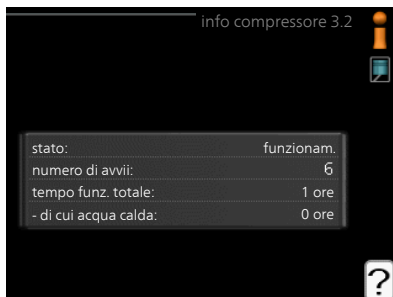 info compressore 3.2
stato: funzionam.
numero di avvii: 6
tempo funz. totale: 1 ore
- di cui acqua calda: 0 ore
?